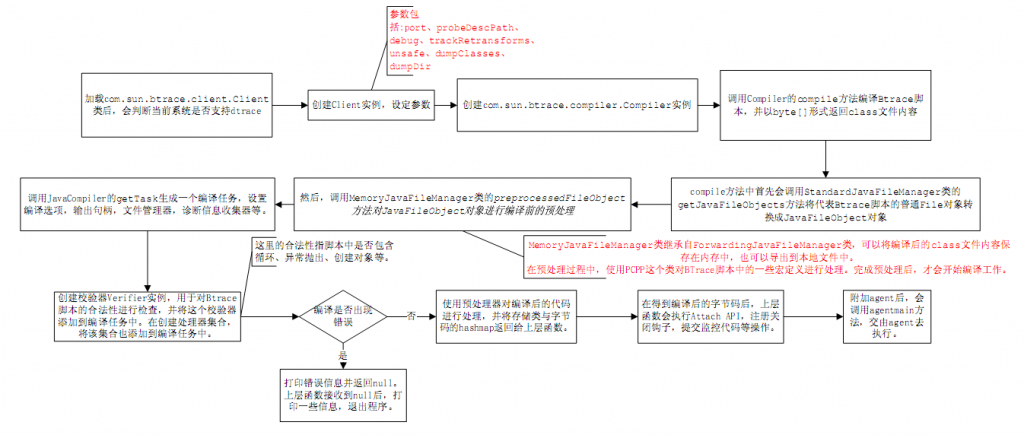 参数包
括:port、probeDescPath、
debug、trackRetransforms、
unsafe、dumpClasses、
dumpDir
加载com.sun.btrace.client.Client
类后，会判断当前系统是否支持dtrace
创建Client实例，设定参数
创建com.sun.btrace.compiler.Compiler实例
调用Compiler的compile方法编译Btrace脚
本，并以byte[]形式返回class文件内容
调用JavaCompiler的getTask生成一个编译任务，设置
编译选项，输出句柄，文件管理器，诊断信息收集器等。
然后，调用MemoryJavaFileManager类的preprocessedFileObject
方法对JavaFileObject对象进行编译前的预处理
compile方法中首先会调用StandardJavaFileManager类的
getJavaFileObjects方法将代表Btrace脚本的普通File对象转
换成JavaFileObject对象
这里的合法性指脚本中是否包含
循环、异常抛出、创建对象等。
MemoryJavaFileManager类继承自ForwardingJavaFileManager类，可以将编译后的class文件内容保
存在内存中，也可以导出到本地文件中。
在预处理过程中，使用PCPP这个类对BTrace脚本中的一些宏定义进行处理。完成预处理后，才会开始编译工作。
创建校验器Verifier实例，用于对Btrace
脚本的合法性进行检查，并将这个校验器
添加到编译任务中。在创建处理器集合，
将该集合也添加到编译任务中。
编译是否出现
错误
否
使用预处理器对编译后的代码
进行处理，并将存储类与字节
码的hashmap返回给上层函数。
在得到编译后的字节码后，上层
函数会执行Attach API，注册关
闭钩子，提交监控代码等操作。
附加agent后，会
调用agentmain方
法，交由agent去
执行。
是
打印错误信息并返回null，
上层函数接收到null后，打
印一些信息，退出程序。